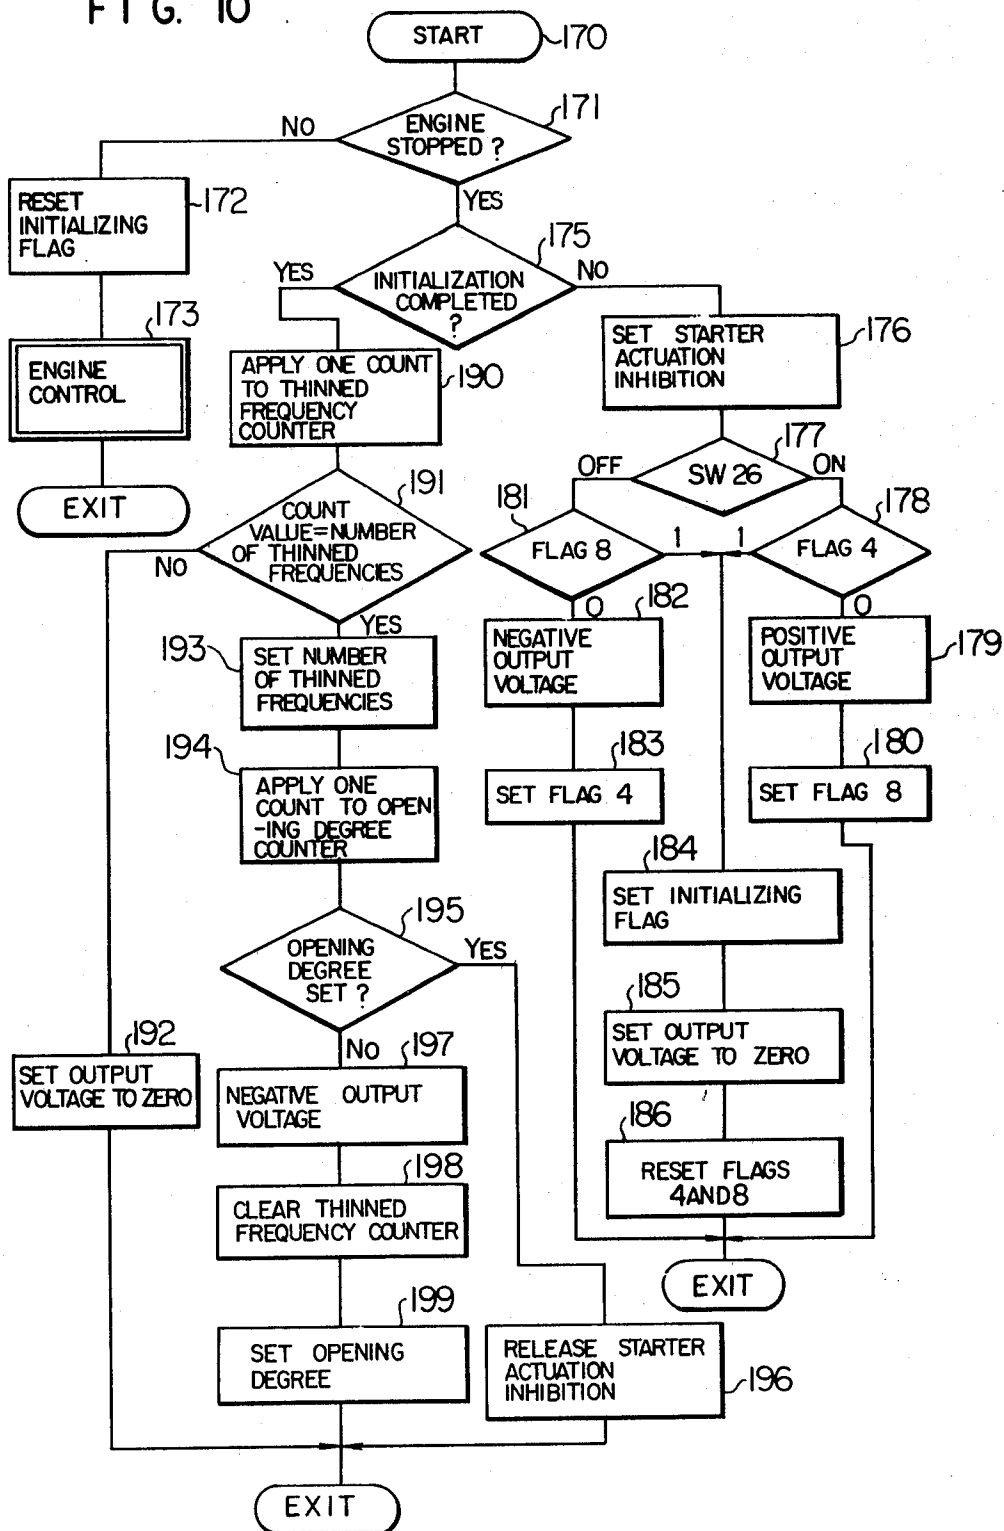 FIG. 10
START
170
171
ENGINE
STOPPED ?
NO
YES
RESET
INITIALIZING
FLAG
172
173
ENGINE
CONTROL
EXIT
175
INITIALIZATION
COMPLETED
?
YES
NO
SET STARTER
ACTUATION
INHIBITION
176
APPLY ONE COUNT
TO THINNED
FREQUENCY
COUNTER
190
177
SW 26
OFF
ON
191
COUNT
VALUE=NUMBER
OF THINNED
FREQUENCIES
NO
YES
181
FLAG 8
1
0
178
FLAG 4
1
0
182
NEGATIVE
OUTPUT
VOLTAGE
POSITIVE
OUTPUT
VOLTAGE
179
193
SET NUMBER
OF THINNED
FREQUENCIES
183
SET FLAG 4
180
SET FLAG 8
194
APPLY ONE
COUNT TO OPEN
-ING DEGREE
COUNTER
184
SET INITIALIZING
FLAG
195
OPENING
DEGREE
SET ?
YES
NO
185
SET OUTPUT
VOLTAGE TO ZERO
192
SET OUTPUT
VOLTAGE TO ZERO
197
NEGATIVE OUTPUT
VOLTAGE
186
RESET FLAGS
4AND8
198
CLEAR THINNED
FREQUENCY COUNTER
EXIT
199
SET OPENING
DEGREE
RELEASE STARTER
ACTUATION
INHIBITION
196
EXIT